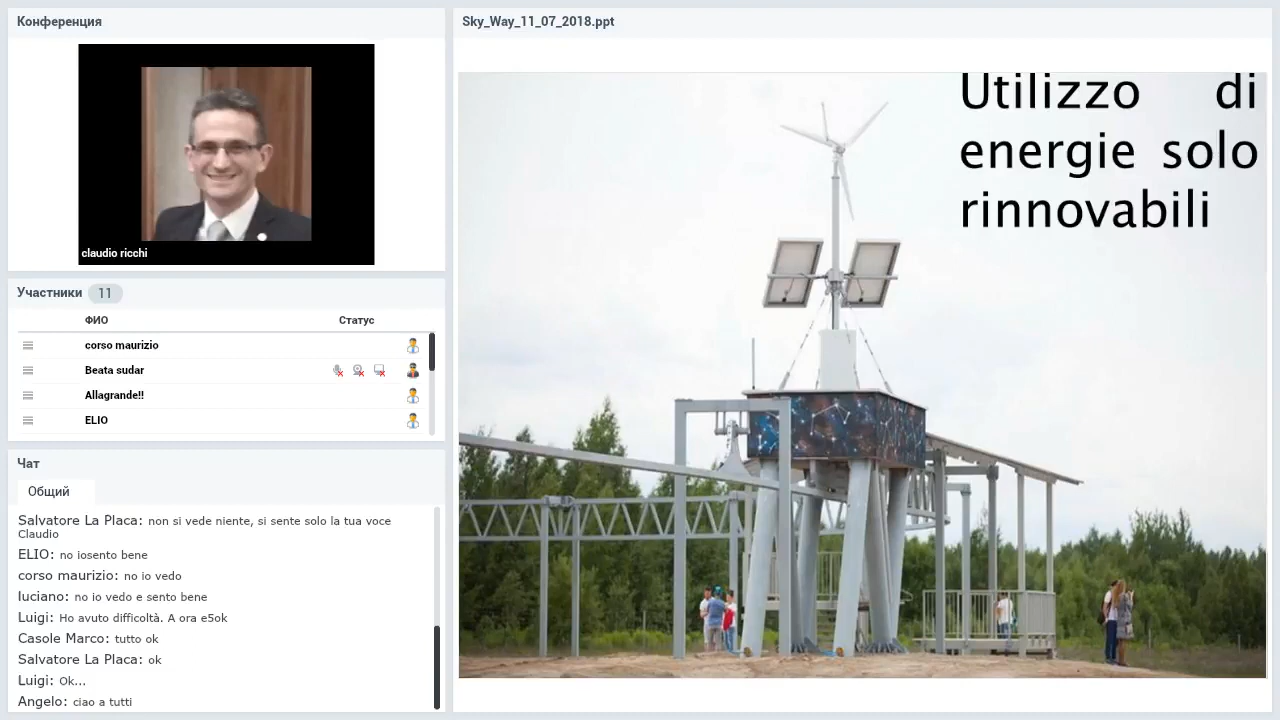 Конференция
claudio ricchi
Участники 11
ФИО Статус
corso maurizio
Beata sudar
Allagrande!!
ELIO
Чат
Общий
Salvatore La Placa: non si vede niente, si sente solo la tua voce
Claudio
ELIO: no iosento bene
corso maurizio: no io vedo
luciano: no io vedo e sento bene
Luigi: Ho avuto difficoltà. A ora e5ok
Casole Marco: tutto ok
Salvatore La Placa: ok
Luigi: Ok...
Angelo: ciao a tutti
Sky_Way_11_07_2018.ppt
Utilizzo di
energie solo
rinnovabili